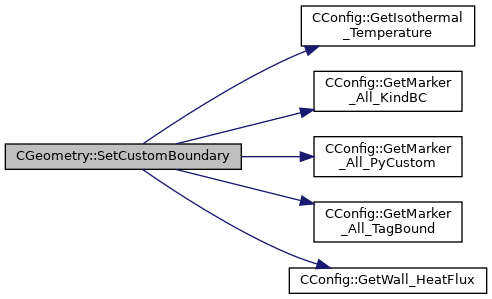 CConfig::GetIsothermal
_Temperature
CConfig::GetMarker
_All_KindBC
CGeometry::SetCustomBoundary
CConfig::GetMarker
_All_PyCustom
CConfig::GetMarker
_All_TagBound
CConfig::GetWall_HeatFlux